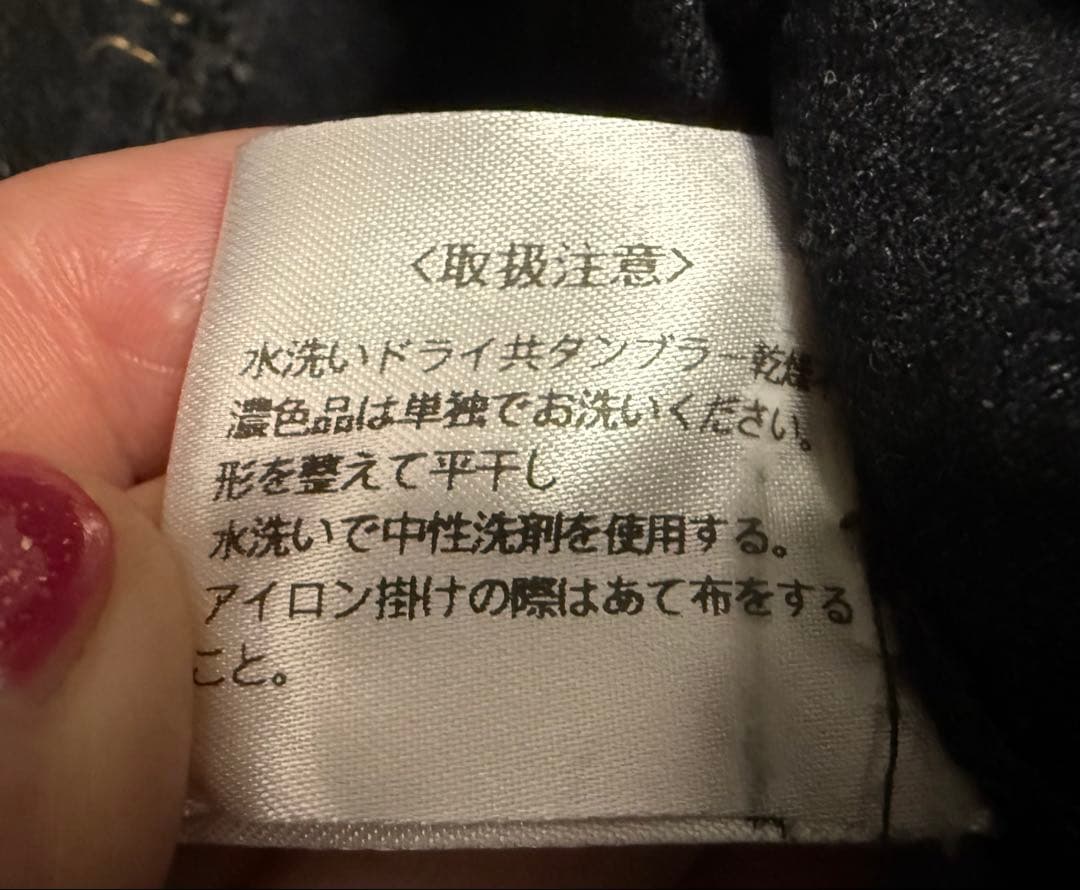 〈取扱注意〉
水洗いドライ共タンブラー乾燥
濃色品は単独でお洗いください。
形を整えて平干し
水洗いで中性洗剤を使用する。
アイロン掛けの際はあて布をする
こと。